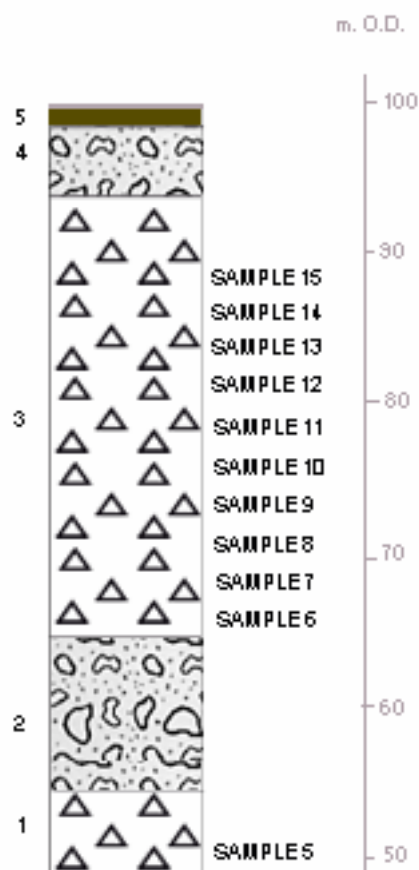 m. O.D.
100
5
4
90
SAMPLE 15
SAMPLE 14
SAMPLE 13
SAMPLE 12
80
3
SAMPLE 11
SAMPLE 10
SAMPLE 9
SAMPLE 8
70
SAMPLE 7
SAMPLE 6
60
2
1
SAMPLE 5
50